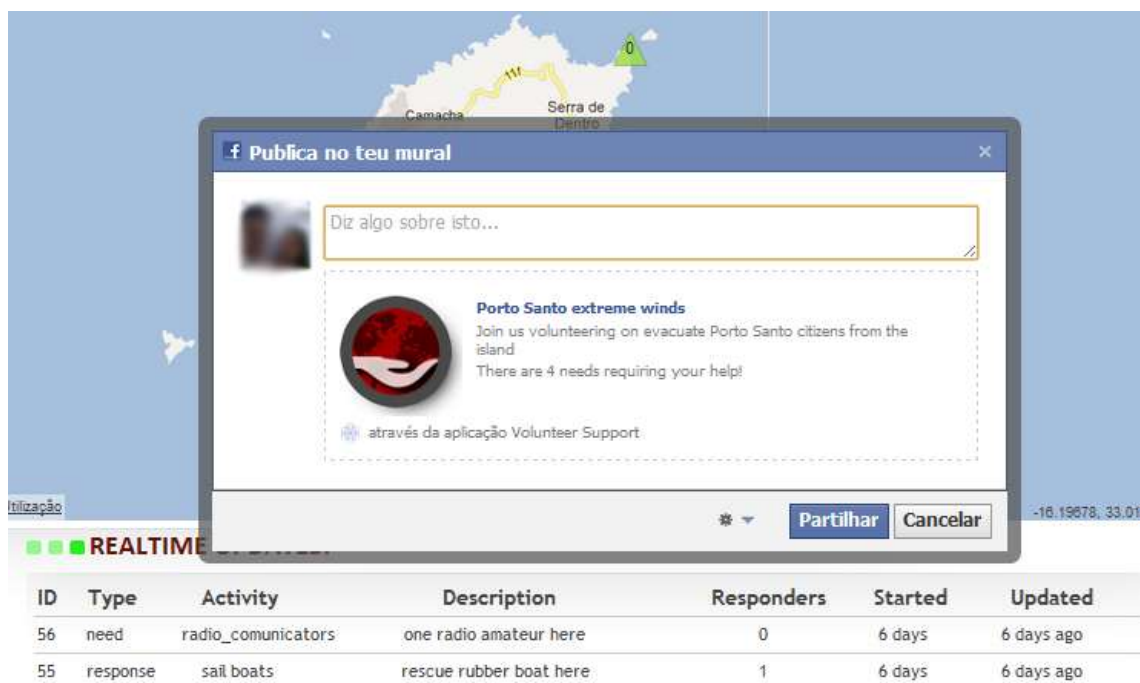 0
111
Camacha
Serra de
Dentro
Publica no teu mural
Diz algo sobre isto...
Porto Santo extreme winds
Join us volunteering on evacuate Porto Santo citizens from the
island
There are 4 needs requiring your help!
através da aplicação Volunteer Support
Partilhar Cancelar
-16.19678, 33.01
REALTIME
ID Type Activity Description Responders Started Updated
56 need radio_comunicators one radio amateur here 0 6 days 6 days ago
55 response sail boats rescue rubber boat here 1 6 days 6 days ago